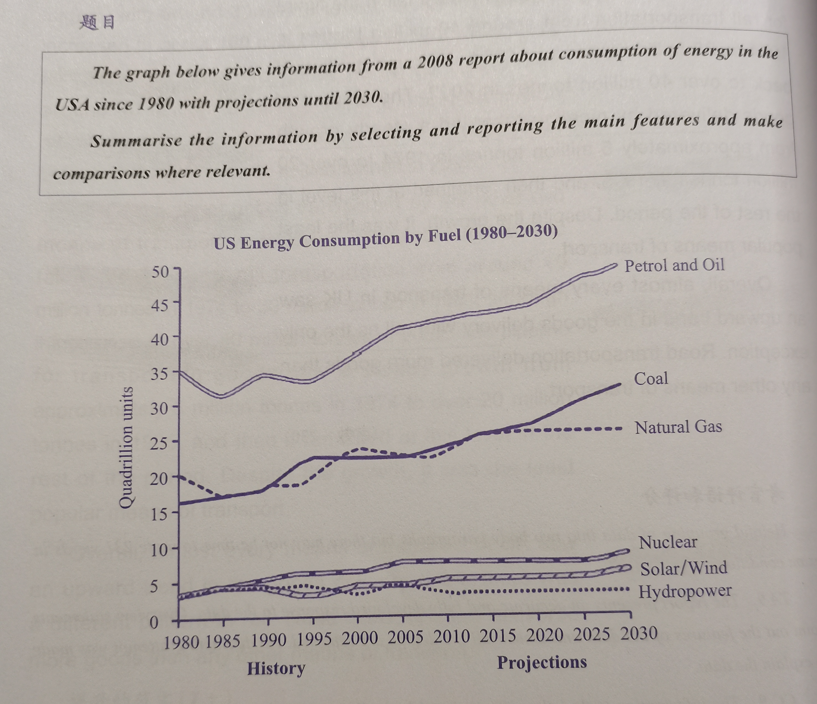 题目
The graph below gives information from a 2008 report about consumption of energy in the
USA since 1980 with projections until 2030.
Summarise the information by selecting and reporting the main features and make
comparisons where relevant.
US Energy Consumption by Fuel (1980–2030)
Quadrillion units
50
45
40
35
30
25
20
15
10
5
0
Petrol and Oil
Coal
Natural Gas
Nuclear
Solar/Wind
Hydropower
1980 1985 1990 1995 2000 2005 2010 2015 2020 2025 2030
History Projections